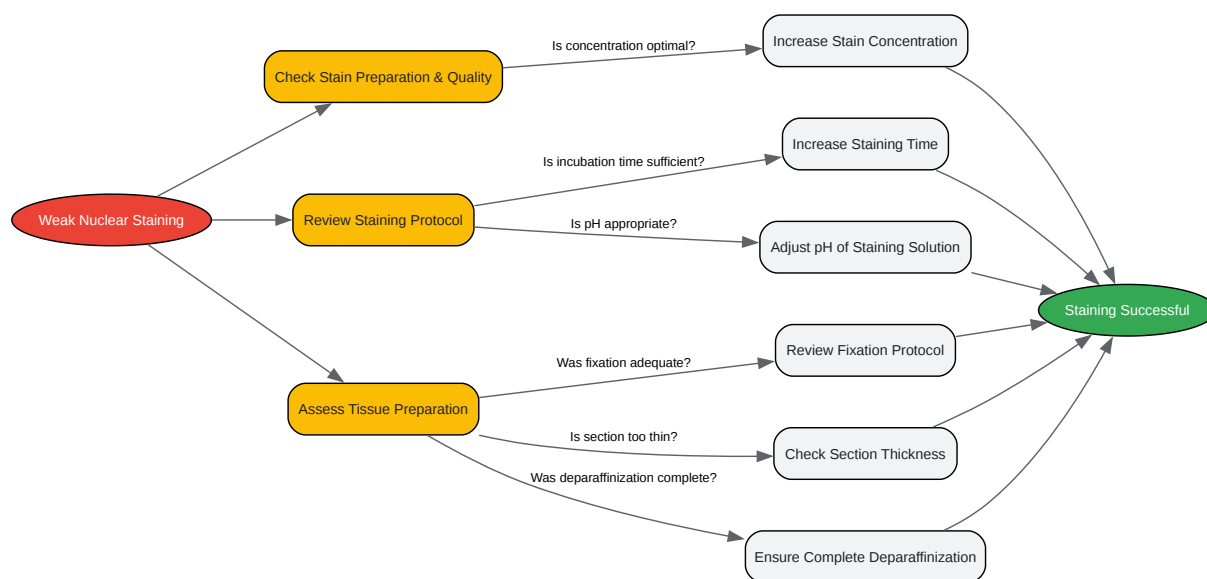 Is concentration optimal?
Increase Stain Concentration
Check Stain Preparation & Quality
Increase Staining Time
Is incubation time sufficient?
Weak Nuclear Staining
Review Staining Protocol
Is pH appropriate?
Adjust pH of Staining Solution
Staining Successful
Review Fixation Protocol
Was fixation adequate?
Assess Tissue Preparation
Is section too thin?
Check Section Thickness
Was deparaffinization complete?
Ensure Complete Deparaffinization